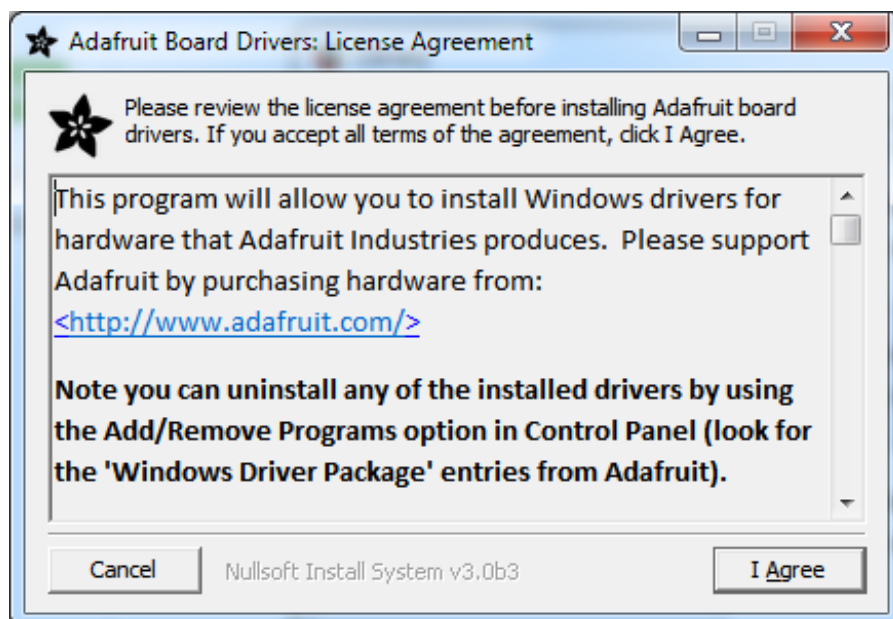 Adafruit Board Drivers: License Agreement
Please review the license agreement before installing Adafruit board
drivers. If you accept all terms of the agreement, click I Agree.
This program will allow you to install Windows drivers for
hardware that Adafruit Industries produces.  Please support
Adafruit by purchasing hardware from:
<http://www.adafruit.com/>
Note you can uninstall any of the installed drivers by using
the Add/Remove Programs option in Control Panel (look for
the 'Windows Driver Package' entries from Adafruit).
Cancel Nullsoft Install System v3.0b3 I Agree